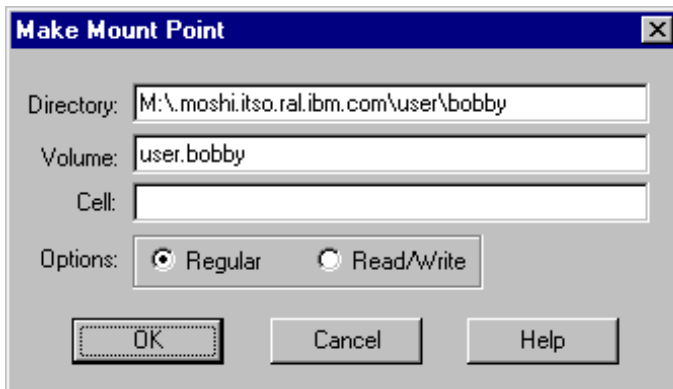 Make Mount Point
Directory: M:\.moshi.itso.ral.ibm.com\user\bobby
Volume: user.bobby
Cell:
Options: Regular Read/Write
OK Cancel Help